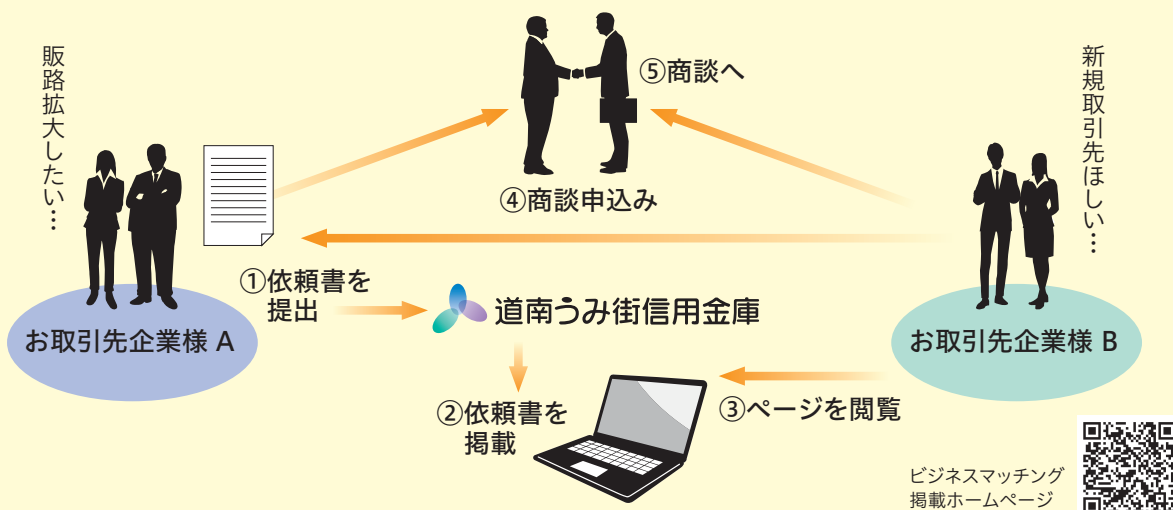 販路拡大したい…
新規取引先ほしい…
⑤商談へ
④商談申込み
①依頼書を
提出
道南うみ街信用金庫
お取引先企業様 A
お取引先企業様 B
②依頼書を
掲載
③ページを閲覧
ビジネスマッチング
掲載ホームページ